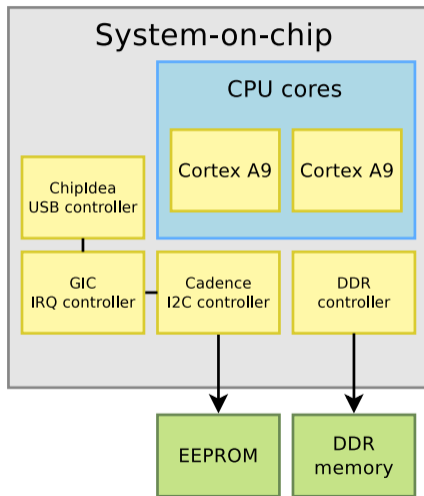 System-on-chip
CPU cores
Cortex A9
Cortex A9
ChipIdea
USB controller
GIC
IRQ controller
Cadence
I2C controller
DDR
controller
EEPROM
DDR
memory